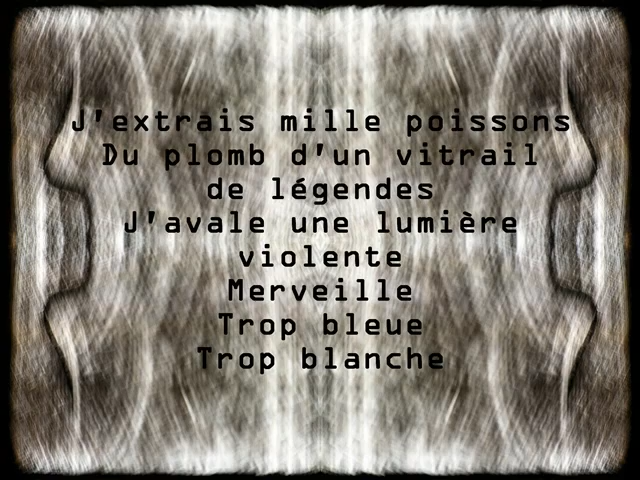 J'extrais mille poissons
Du plomb d'un vitrail
de légendes
J'avale une lumière
violente
Merveille
Trop bleue
Trop blanche